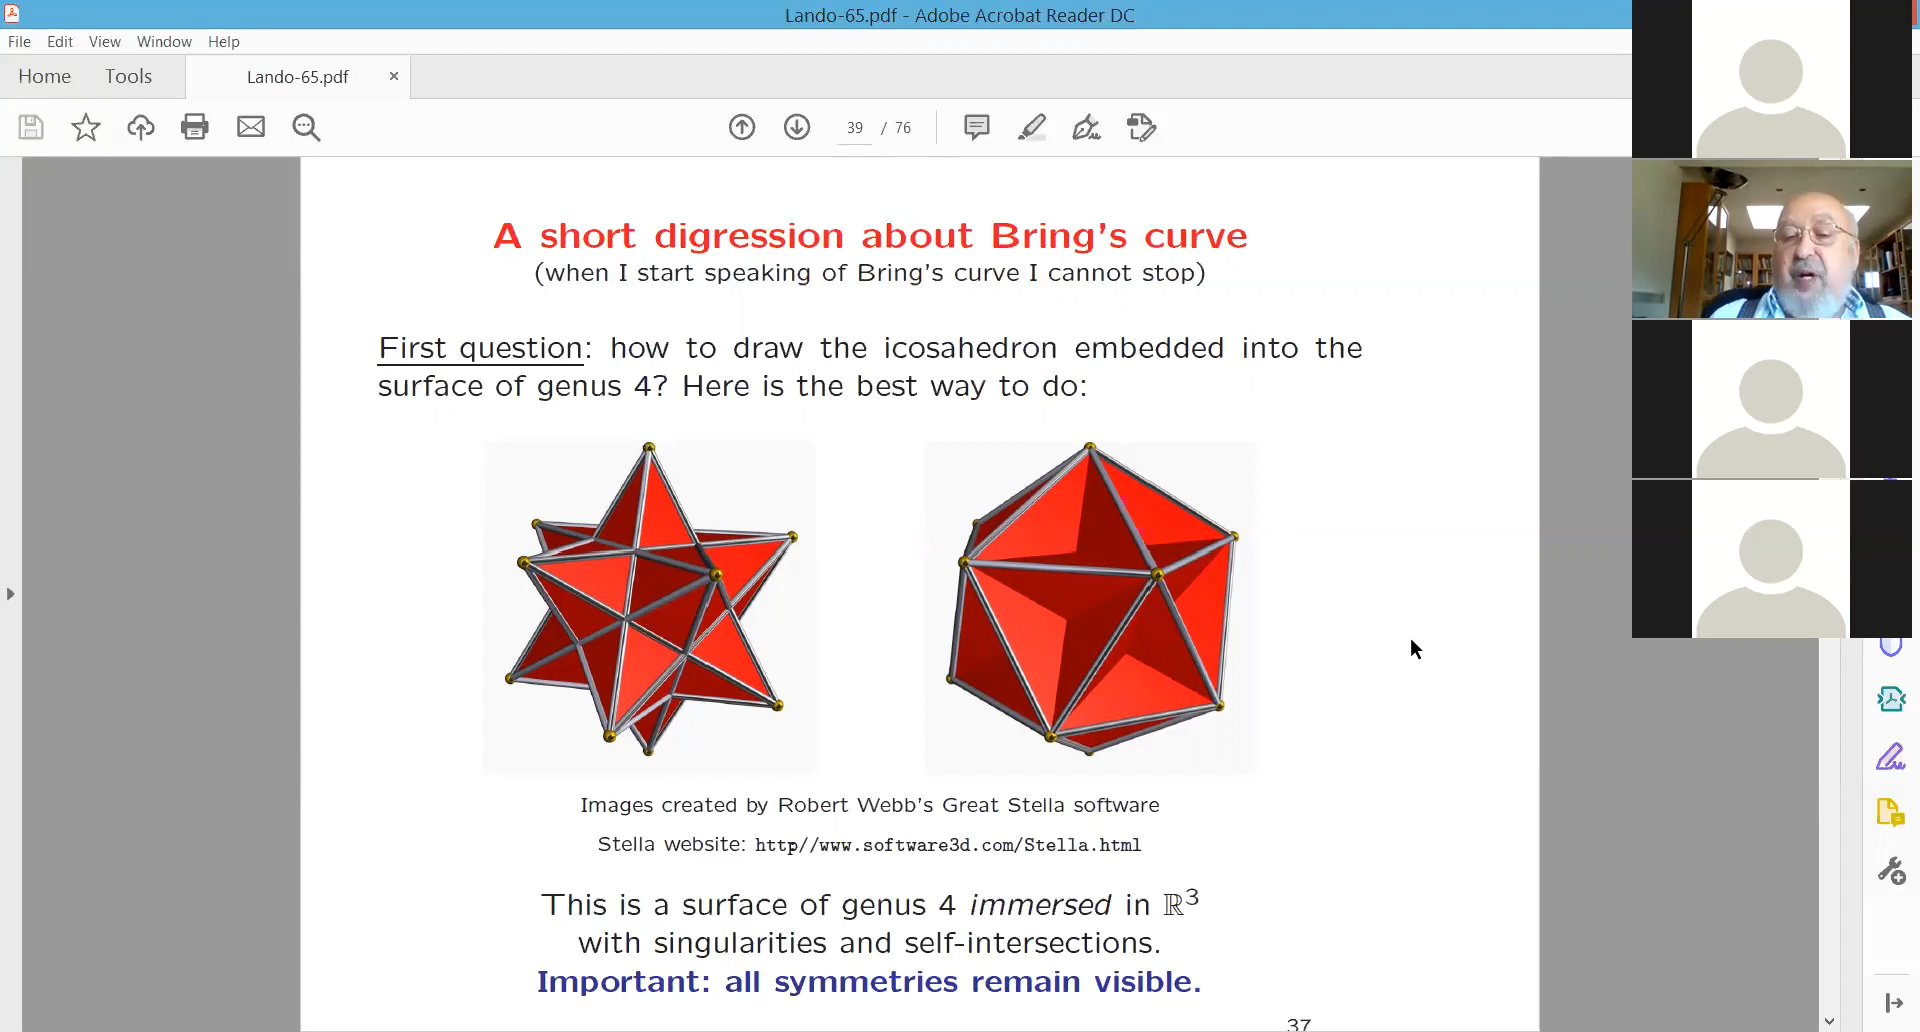 Lando-65.pdf - Adobe Acrobat Reader DC
File Edit View Window Help
Home Tools Lando-65.pdf ×
39 / 76
A short digression about Bring's curve
(when I start speaking of Bring's curve I cannot stop)
First question: how to draw the icosahedron embedded into the
surface of genus 4? Here is the best way to do:
Images created by Robert Webb's Great Stella software
Stella website: http//www.software3d.com/Stella.html
This is a surface of genus 4 immersed in ℝ³
with singularities and self-intersections.
Important: all symmetries remain visible.
37